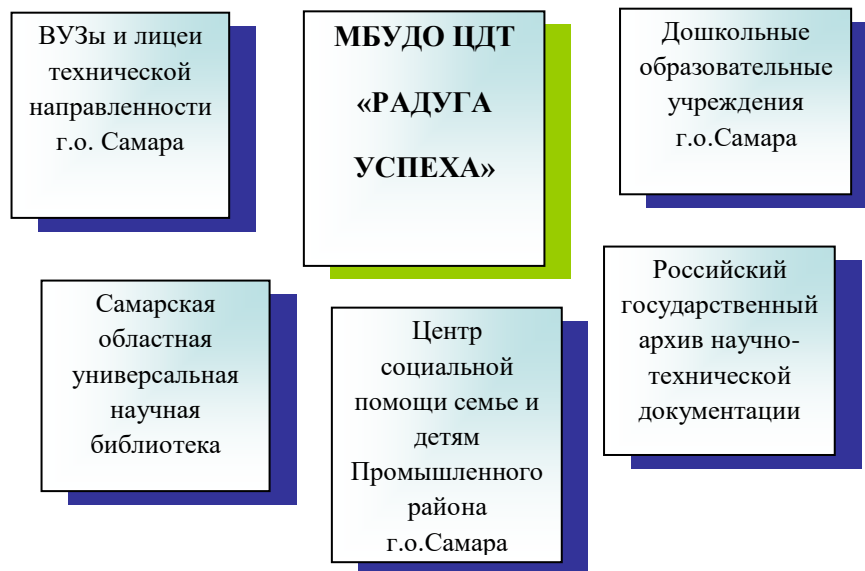 ВУЗы и лицеи
технической
направленности
г.о. Самара
МБУДО ЦДТ
«РАДУГА
УСПЕХА»
Дошкольные
образовательные
учреждения
г.о.Самара
Самарская
областная
универсальная
научная
библиотека
Центр
социальной
помощи семье и
детям
Промышленного
района
г.о.Самара
Российский
государственный
архив научно-
технической
документации